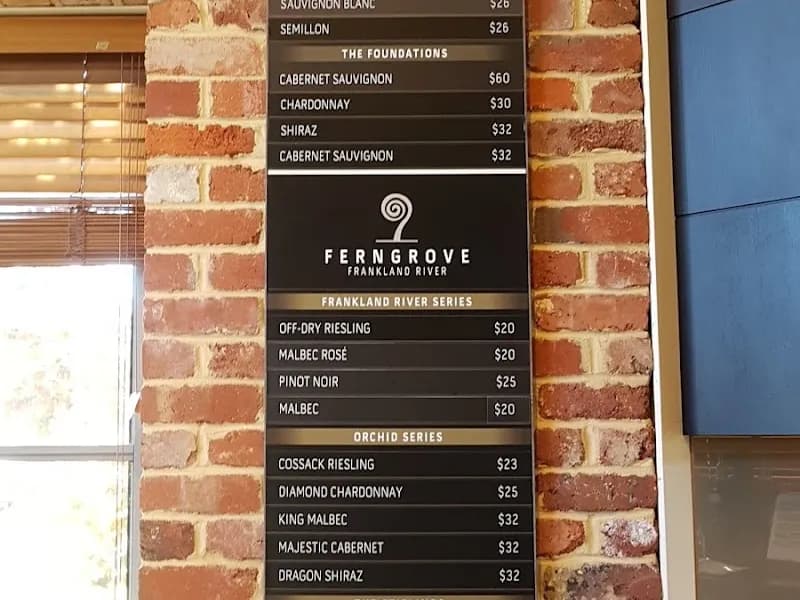 SAUVIGNON BLANC $26
SEMILLON $26
THE FOUNDATIONS
CABERNET SAUVIGNON $60
CHARDONNAY $30
SHIRAZ $32
CABERNET SAUVIGNON $32
FERNGROVE
FRANKLAND RIVER
FRANKLAND RIVER SERIES
OFF-DRY RIESLING $20
MALBEC ROSÉ $20
PINOT NOIR $25
MALBEC $20
ORCHID SERIES
COSSACK RIESLING $23
DIAMOND CHARDONNAY $25
KING MALBEC $32
MAJESTIC CABERNET $32
DRAGON SHIRAZ $32